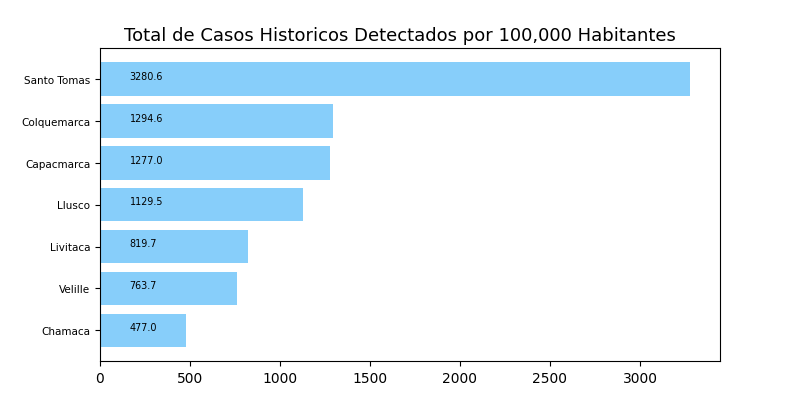 Total de Casos Historicos Detectados por 100,000 Habitantes
Santo Tomas 3280.6
Colquemarca 1294.6
Capacmarca 1277.0
Llusco 1129.5
Livitaca 819.7
Velille 763.7
Chamaca 477.0
0 500 1000 1500 2000 2500 3000